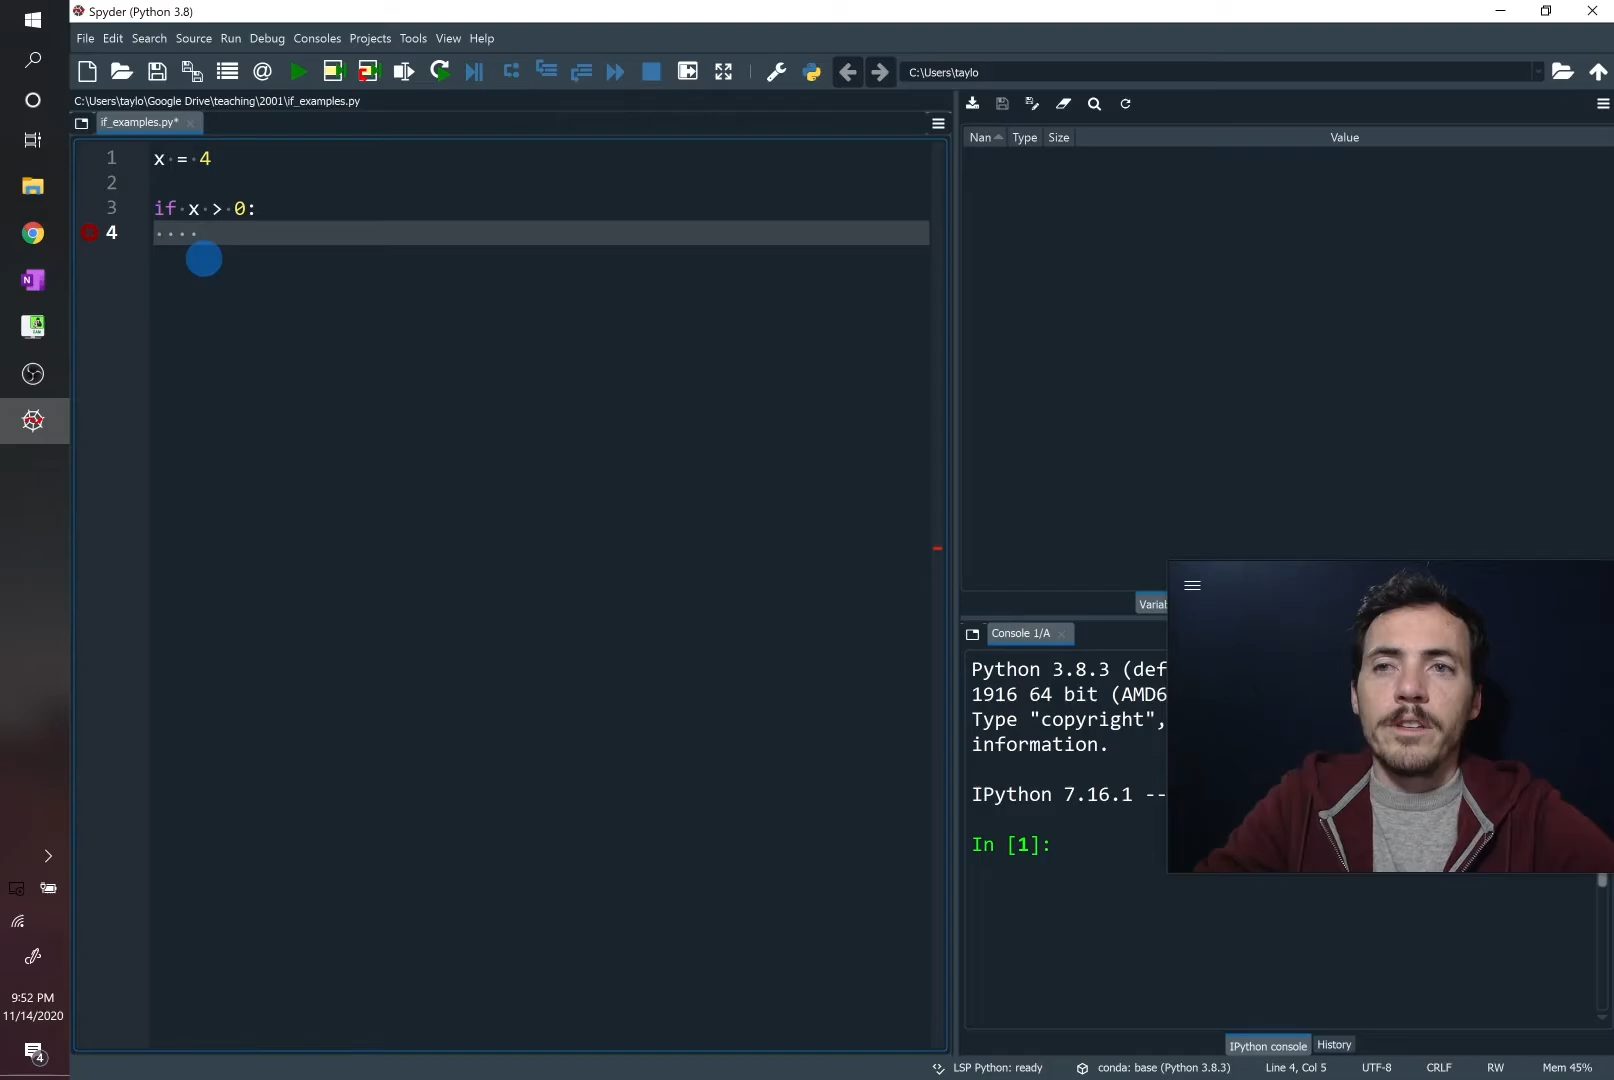 Spyder (Python 3.8)
File Edit Search Source Run Debug Consoles Projects Tools View Help
C:\Users\taylo
C:\Users\taylo\Google Drive\teaching\2001\if_examples.py
if_examples.py*
1 x = 4
2
3 if x > 0:
4
Nan Type Size Value
Variab
Console 1/A
Python 3.8.3 (def
1916 64 bit (AMD6
Type "copyright",
information.
IPython 7.16.1 --
In [1]:
IPython console History
LSP Python: ready conda: base (Python 3.8.3) Line 4, Col 5 UTF-8 CRLF RW Mem 45%
9:52 PM
11/14/2020
4